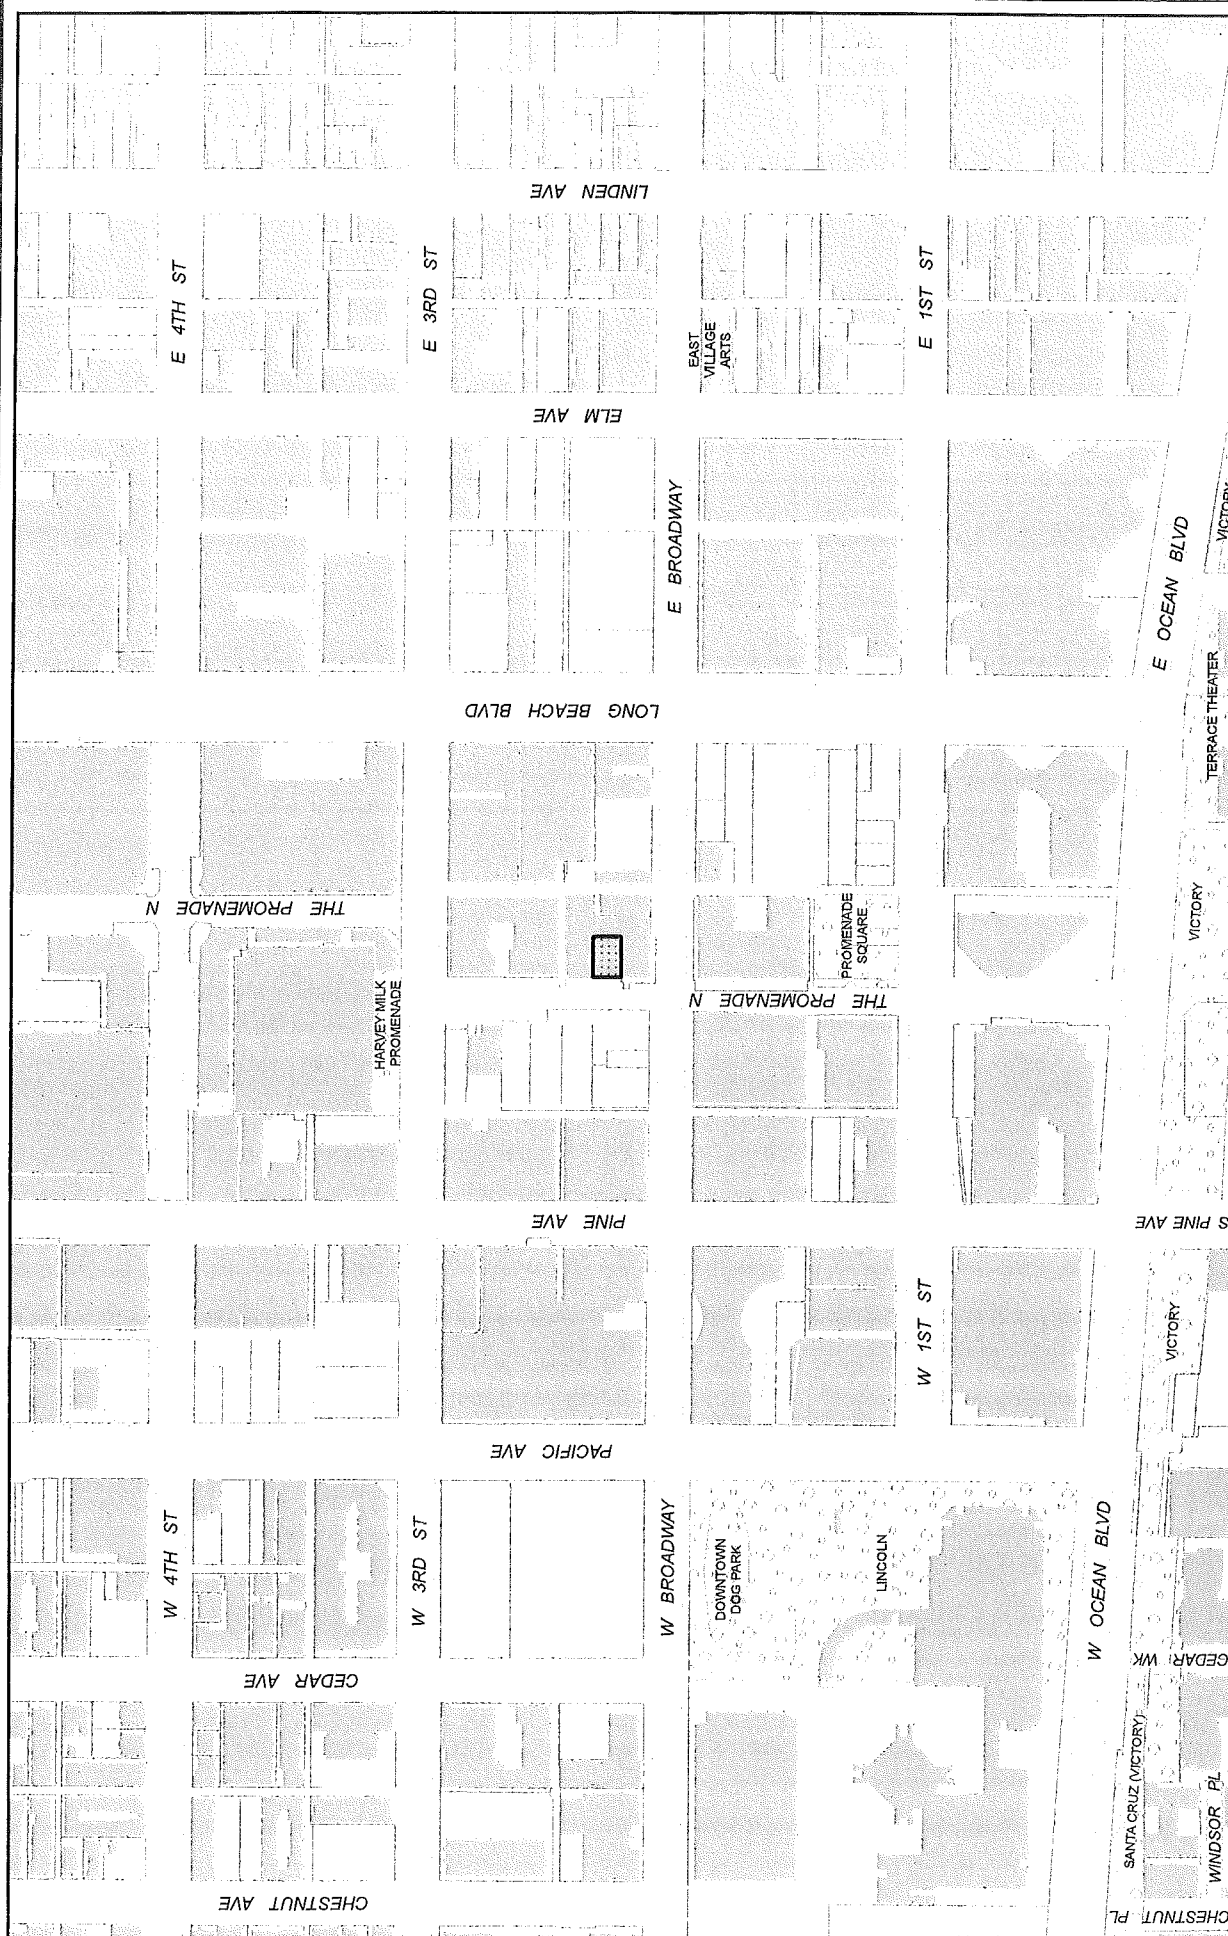 LINDEN AVE
E 4TH ST
E 3RD ST
E 1ST ST
EAST
VILLAGE
ARTS
ELM AVE
E BROADWAY
E OCEAN BLVD
VICTORY
TERRACE THEATER
LONG BEACH BLVD
THE PROMENADE N
HARVEY MILK
PROMENADE
PROMENADE
SQUARE
THE PROMENADE N
VICTORY
PINE AVE
S PINE AVE
W 1ST ST
VICTORY
PACIFIC AVE
W 4TH ST
W 3RD ST
W BROADWAY
DOWNTOWN
DOG PARK
LINCOLN
W OCEAN BLVD
CEDAR AVE
CEDAR WK
SANTA CRUZ (VICTORY)
WINDSOR PL
CHESTNUT AVE
CHESTNUT PL